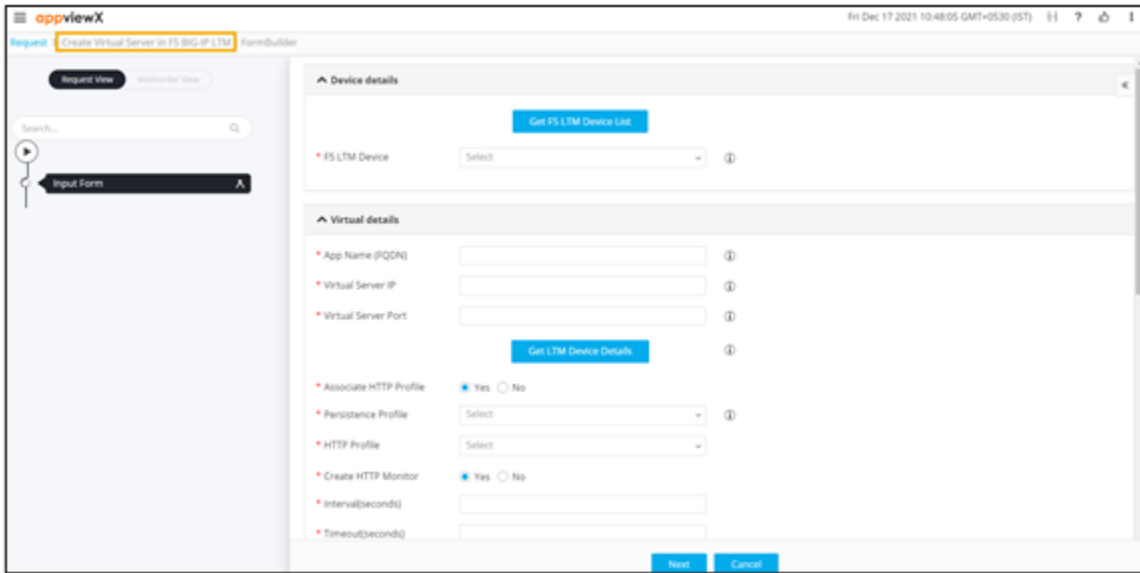 appviewX
Fri Dec 17 2021 10:48:05 GMT+0530 (IST)
Request > Create Virtual Server in F5 BIG-IP LTM FormBuilder
Request View Workorder View
Search...
Input Form
Device details
Get F5 LTM Device List
* F5 LTM Device Select
Virtual details
* App Name (FQDN)
* Virtual Server IP
* Virtual Server Port
Get LTM Device Details
* Associate HTTP Profile Yes No
* Persistence Profile Select
* HTTP Profile Select
* Create HTTP Monitor Yes No
* Interval(seconds)
* Timeout(seconds)
Next Cancel